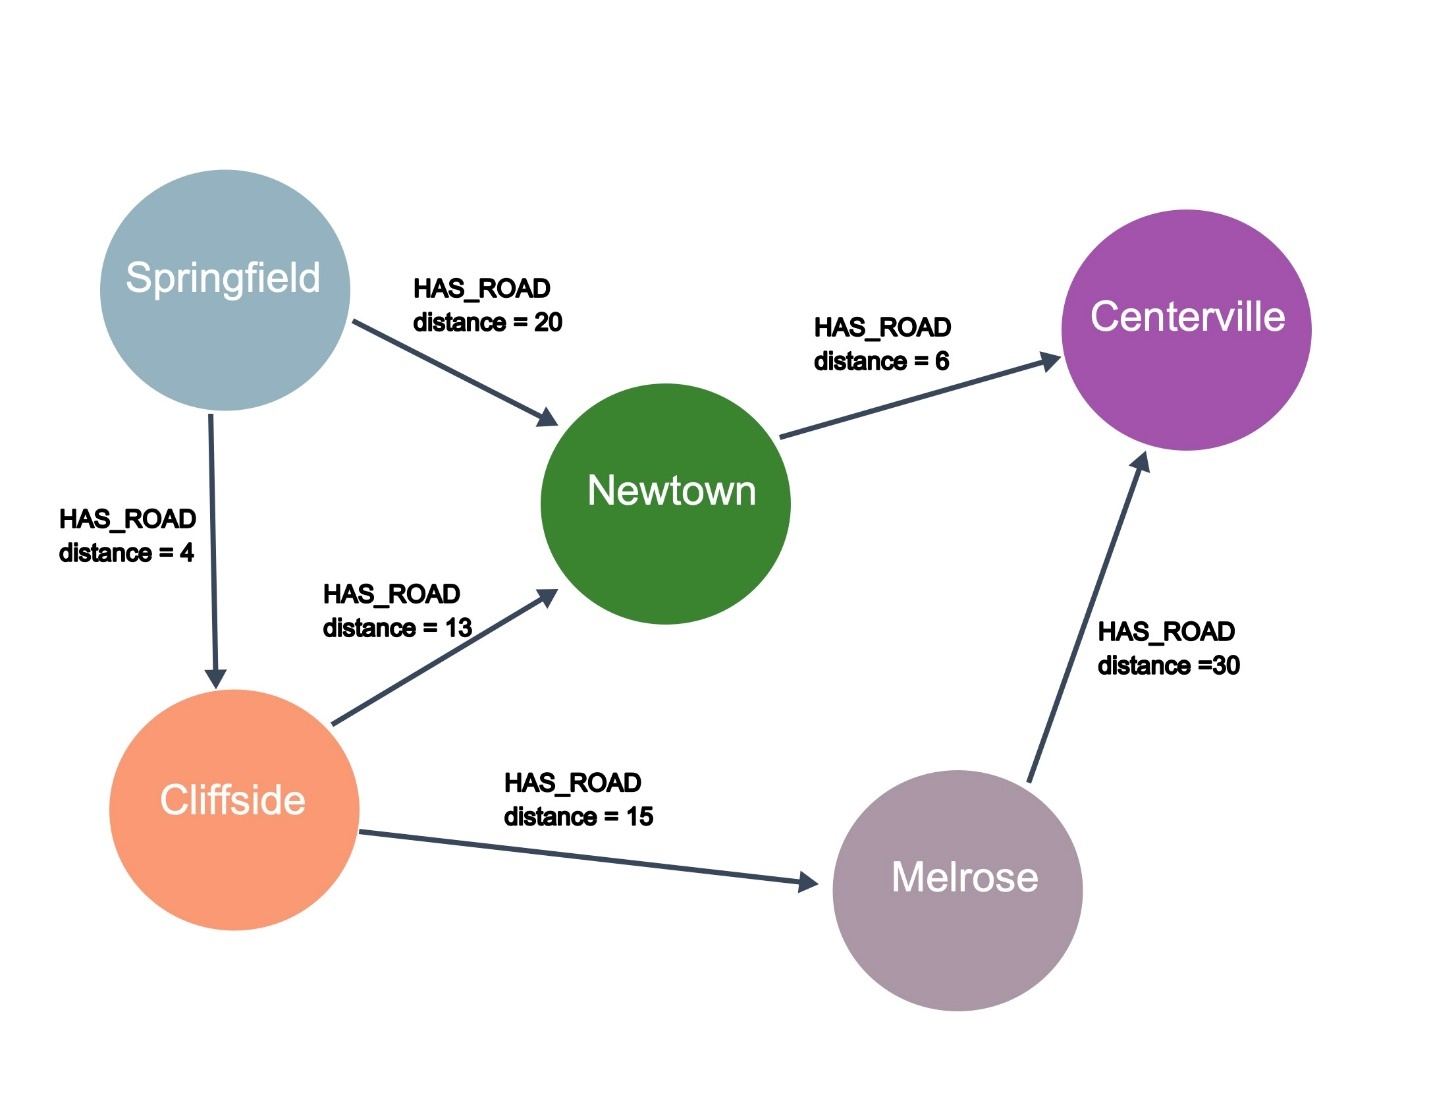 Springfield
HAS_ROAD
distance = 20
HAS_ROAD
distance = 6
Centerville
Newtown
HAS_ROAD
distance = 4
HAS_ROAD
distance = 13
HAS_ROAD
distance =30
Cliffside
HAS_ROAD
distance = 15
Melrose